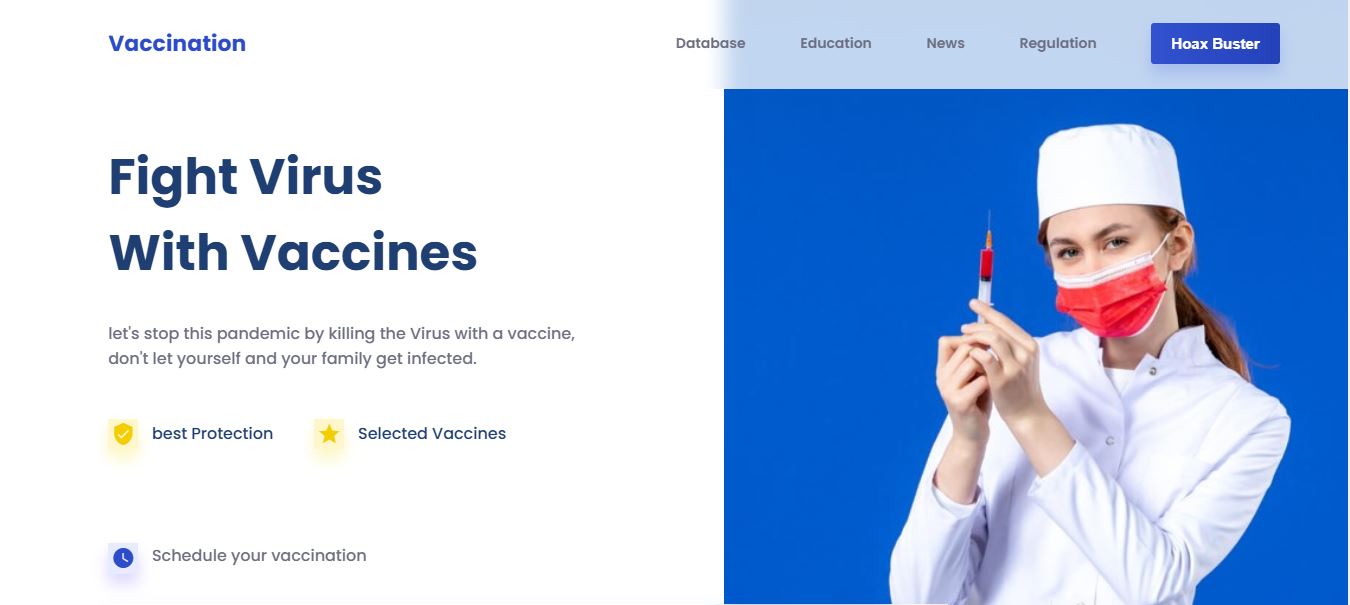 Vaccination
Database Education News Regulation Hoax Buster
Fight Virus
With Vaccines
let's stop this pandemic by killing the Virus with a vaccine,
don't let yourself and your family get infected.
best Protection Selected Vaccines
Schedule your vaccination